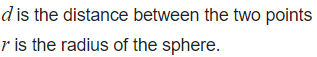 d is the distance between the two points
r is the radius of the sphere.